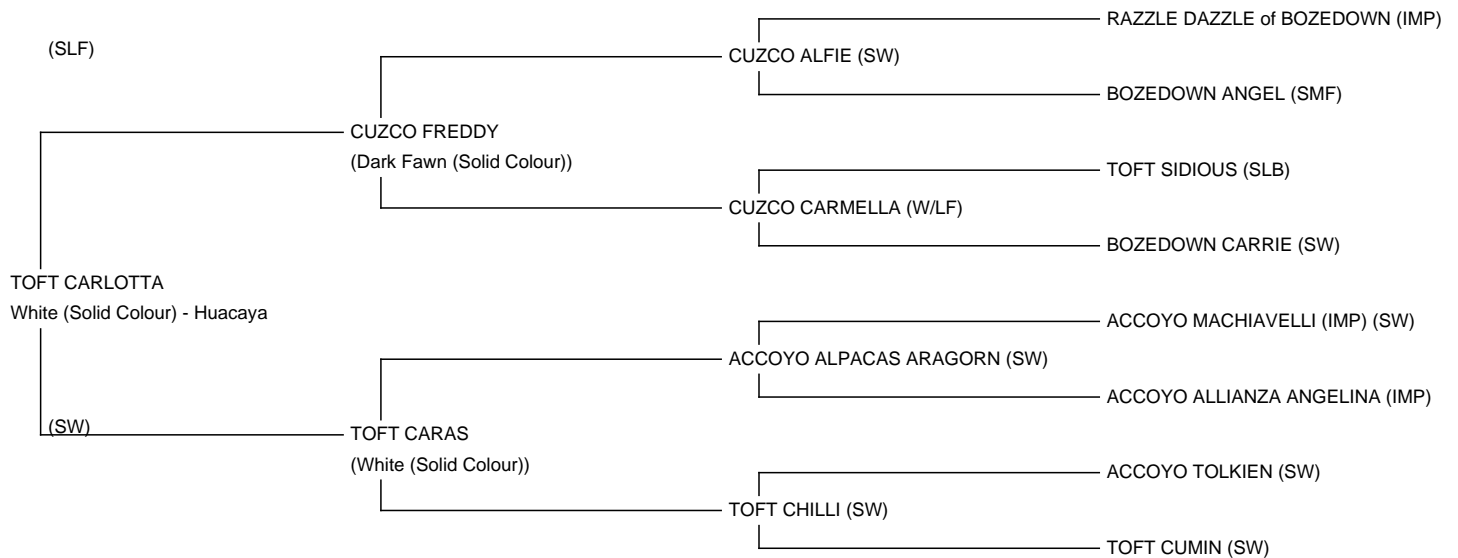 RAZZLE DAZZLE of BOZEDOWN (IMP)
(SLF)
CUZCO ALFIE (SW)
BOZEDOWN ANGEL (SMF)
CUZCO FREDDY
(Dark Fawn (Solid Colour))
TOFT SIDIOUS (SLB)
CUZCO CARMELLA (W/LF)
BOZEDOWN CARRIE (SW)
TOFT CARLOTTA
White (Solid Colour) - Huacaya
ACCOYO MACHIAVELLI (IMP) (SW)
ACCOYO ALPACAS ARAGORN (SW)
ACCOYO ALLIANZA ANGELINA (IMP)
(SW)
TOFT CARAS
(White (Solid Colour))
ACCOYO TOLKIEN (SW)
TOFT CHILLI (SW)
TOFT CUMIN (SW)